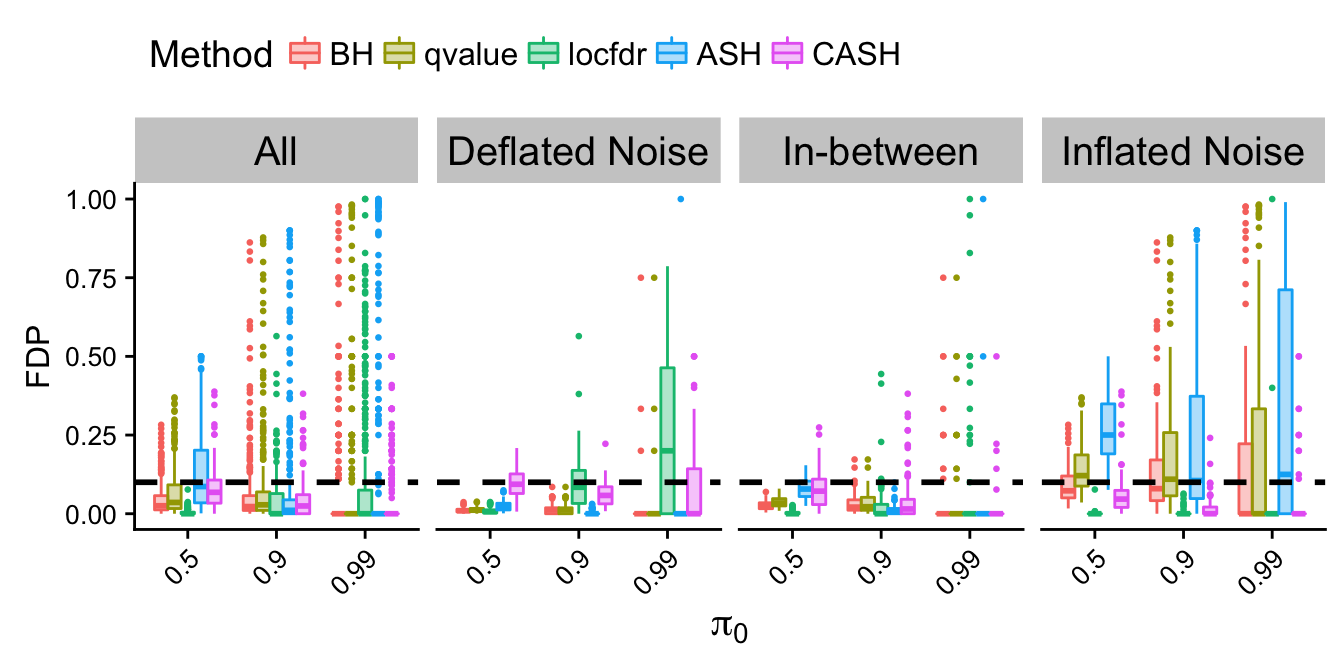 Method BH qvalue locfdr ASH CASH
All Deflated Noise In-between Inflated Noise
FDP
1.00
0.75
0.50
0.25
0.00
0.5 0.9 0.99 0.5 0.9 0.99 0.5 0.9 0.99 0.5 0.9 0.99
π₀